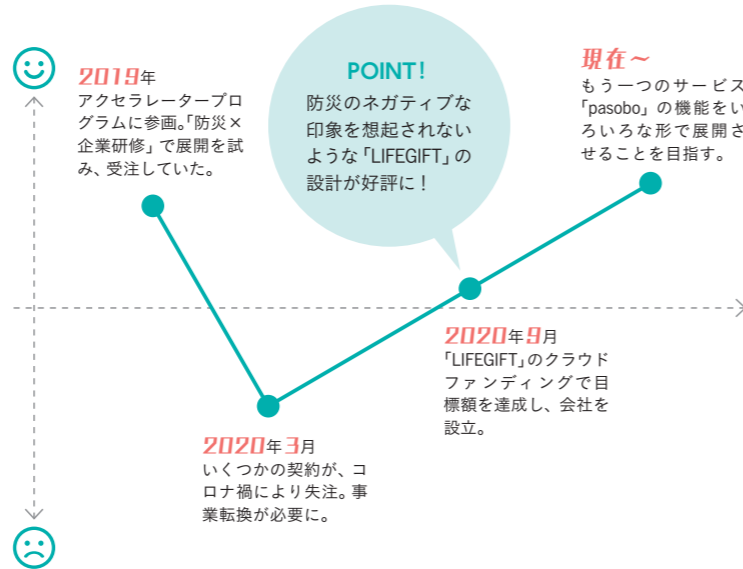 2019年
アクセラレータープロ
グラムに参画。「防災×
企業研修」で展開を試
み、受注していた。
POINT!
防災のネガティブな
印象を想起されない
ような「LIFEGIFT」の
設計が好評に！
現在～
もう一つのサービス
「pasobo」の機能をい
ろいろな形で展開さ
せることを目指す。
2020年9月
「LIFEGIFT」のクラウド
ファンディングで目
標額を達成し、会社を
設立。
2020年3月
いくつかの契約が、コ
ロナ禍により失注。事
業転換が必要に。